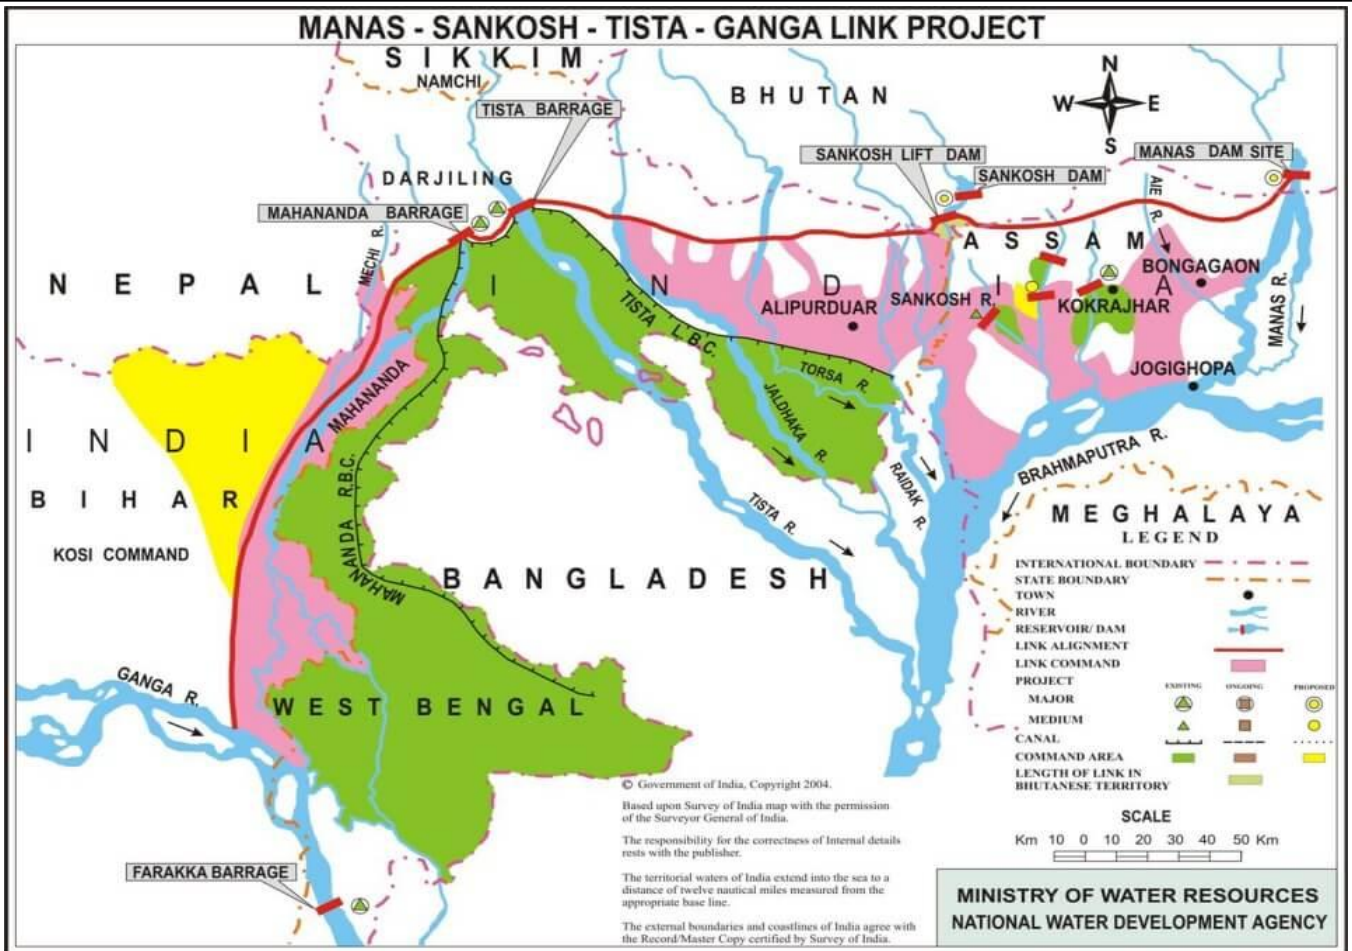 MANAS - SANKOSH - TISTA - GANGA LINK PROJECT
SIKKIM
NAMCHI
TISTA BARRAGE
BHUTAN
N
W E
S
SANKOSH LIFT DAM
MANAS DAM SITE
SANKOSH DAM
DARJILING
AIE R.
MAHANANDA BARRAGE
MECHI R.
ASSAM
NEPAL
INDIA
BONGAGAON
TISTA L.B.C.
ALIPURDUAR
SANKOSH R.
KOKRAJHAR
MANAS R.
JOGIGHOPA
TORSA R.
MAHANANDA
JALDHAKA R.
INDIA
BIHAR
KOSI COMMAND
MAHANANDA R.B.C.
RAIDAK R.
TISTA R.
BRAHMAPUTRA R.
MEGHALAYA
BANGLADESH
GANGA R.
WEST BENGAL
FARAKKA BARRAGE
LEGEND
INTERNATIONAL BOUNDARY
STATE BOUNDARY
TOWN
RIVER
RESERVOIR/ DAM
LINK ALIGNMENT
LINK COMMAND
PROJECT
EXISTING ONGOING PROPOSED
MAJOR
MEDIUM
CANAL
COMMAND AREA
LENGTH OF LINK IN
BHUTANESE TERRITORY
SCALE
Km 10 0 10 20 30 40 50 Km
© Government of India, Copyright 2004.
Based upon Survey of India map with the permission
of the Surveyor General of India.
The responsibility for the correctness of Internal details
rests with the publisher.
The territorial waters of India extend into the sea to a
distance of twelve nautical miles measured from the
appropriate base line.
The external boundaries and coastlines of India agree with
the Record/Master Copy certified by Survey of India.
MINISTRY OF WATER RESOURCES
NATIONAL WATER DEVELOPMENT AGENCY